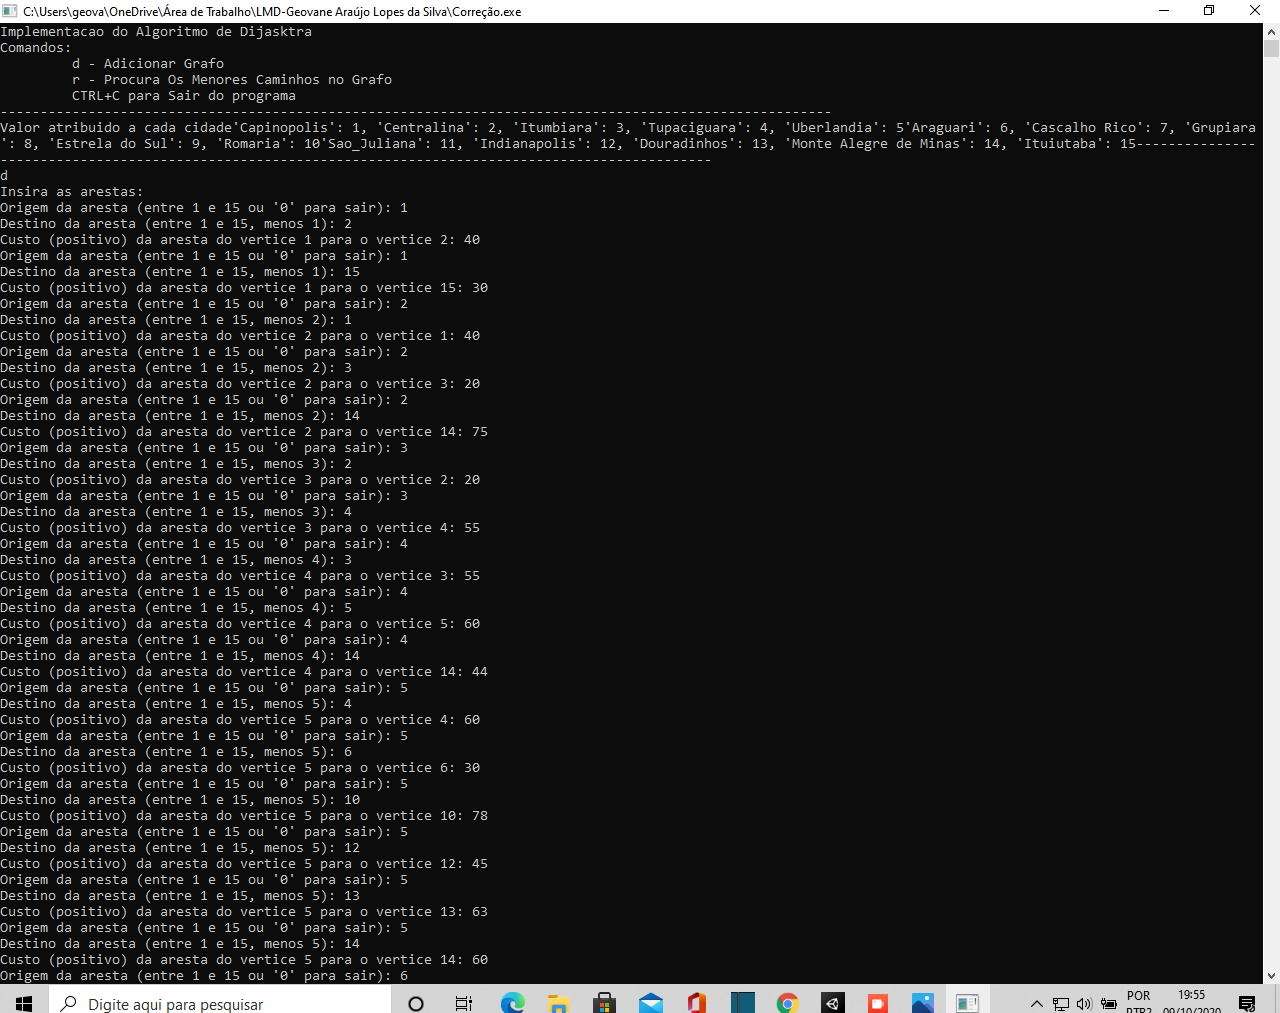 C:\Users\geova\OneDrive\Área de Trabalho\LMD-Geovane Araújo Lopes da Silva\Correção.exe
Implementacao do Algoritmo de Dijasktra
Comandos:
d - Adicionar Grafo
r - Procura Os Menores Caminhos no Grafo
CTRL+C para Sair do programa
--------------------------------------------------------------------------------------------------------
Valor atribuido a cada cidade'Capinopolis': 1, 'Centralina': 2, 'Itumbiara': 3, 'Tupaciguara': 4, 'Uberlandia': 5'Araguari': 6, 'Cascalho Rico': 7, 'Grupiara
': 8, 'Estrela do Sul': 9, 'Romaria': 10'Sao_Juliana': 11, 'Indianapolis': 12, 'Douradinhos': 13, 'Monte Alegre de Minas': 14, 'Ituiutaba': 15---------------
-----------------------------------------------------------------------------------------
d
Insira as arestas:
Origem da aresta (entre 1 e 15 ou '0' para sair): 1
Destino da aresta (entre 1 e 15, menos 1): 2
Custo (positivo) da aresta do vertice 1 para o vertice 2: 40
Origem da aresta (entre 1 e 15 ou '0' para sair): 1
Destino da aresta (entre 1 e 15, menos 1): 15
Custo (positivo) da aresta do vertice 1 para o vertice 15: 30
Origem da aresta (entre 1 e 15 ou '0' para sair): 2
Destino da aresta (entre 1 e 15, menos 2): 1
Custo (positivo) da aresta do vertice 2 para o vertice 1: 40
Origem da aresta (entre 1 e 15 ou '0' para sair): 2
Destino da aresta (entre 1 e 15, menos 2): 3
Custo (positivo) da aresta do vertice 2 para o vertice 3: 20
Origem da aresta (entre 1 e 15 ou '0' para sair): 2
Destino da aresta (entre 1 e 15, menos 2): 14
Custo (positivo) da aresta do vertice 2 para o vertice 14: 75
Origem da aresta (entre 1 e 15 ou '0' para sair): 3
Destino da aresta (entre 1 e 15, menos 3): 2
Custo (positivo) da aresta do vertice 3 para o vertice 2: 20
Origem da aresta (entre 1 e 15 ou '0' para sair): 3
Destino da aresta (entre 1 e 15, menos 3): 4
Custo (positivo) da aresta do vertice 3 para o vertice 4: 55
Origem da aresta (entre 1 e 15 ou '0' para sair): 4
Destino da aresta (entre 1 e 15, menos 4): 3
Custo (positivo) da aresta do vertice 4 para o vertice 3: 55
Origem da aresta (entre 1 e 15 ou '0' para sair): 4
Destino da aresta (entre 1 e 15, menos 4): 5
Custo (positivo) da aresta do vertice 4 para o vertice 5: 60
Origem da aresta (entre 1 e 15 ou '0' para sair): 4
Destino da aresta (entre 1 e 15, menos 4): 14
Custo (positivo) da aresta do vertice 4 para o vertice 14: 44
Origem da aresta (entre 1 e 15 ou '0' para sair): 5
Destino da aresta (entre 1 e 15, menos 5): 4
Custo (positivo) da aresta do vertice 5 para o vertice 4: 60
Origem da aresta (entre 1 e 15 ou '0' para sair): 5
Destino da aresta (entre 1 e 15, menos 5): 6
Custo (positivo) da aresta do vertice 5 para o vertice 6: 30
Origem da aresta (entre 1 e 15 ou '0' para sair): 5
Destino da aresta (entre 1 e 15, menos 5): 10
Custo (positivo) da aresta do vertice 5 para o vertice 10: 78
Origem da aresta (entre 1 e 15 ou '0' para sair): 5
Destino da aresta (entre 1 e 15, menos 5): 12
Custo (positivo) da aresta do vertice 5 para o vertice 12: 45
Origem da aresta (entre 1 e 15 ou '0' para sair): 5
Destino da aresta (entre 1 e 15, menos 5): 13
Custo (positivo) da aresta do vertice 5 para o vertice 13: 63
Origem da aresta (entre 1 e 15 ou '0' para sair): 5
Destino da aresta (entre 1 e 15, menos 5): 14
Custo (positivo) da aresta do vertice 5 para o vertice 14: 60
Origem da aresta (entre 1 e 15 ou '0' para sair): 6
Digite aqui para pesquisar
POR
PTB2
19:55
09/10/2020